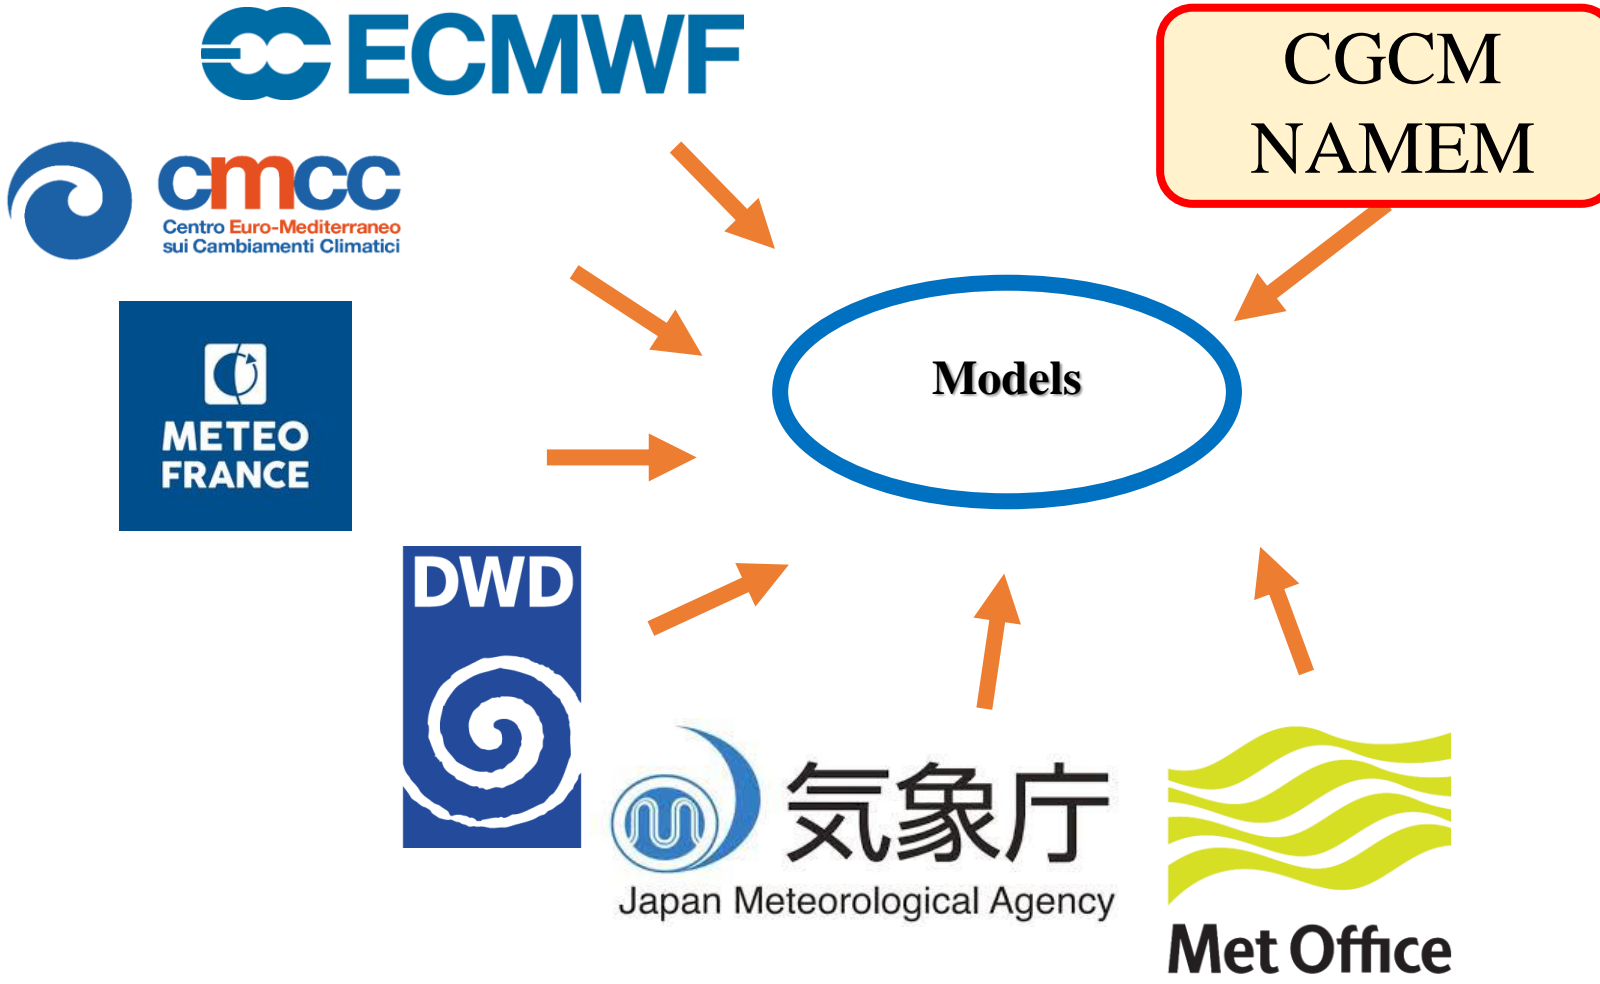 ECMWF
CGCM
NAMEM
cmcc
Centro Euro-Mediterraneo
sui Cambiamenti Climatici
METEO
FRANCE
Models
DWD
気象庁
Japan Meteorological Agency
Met Office